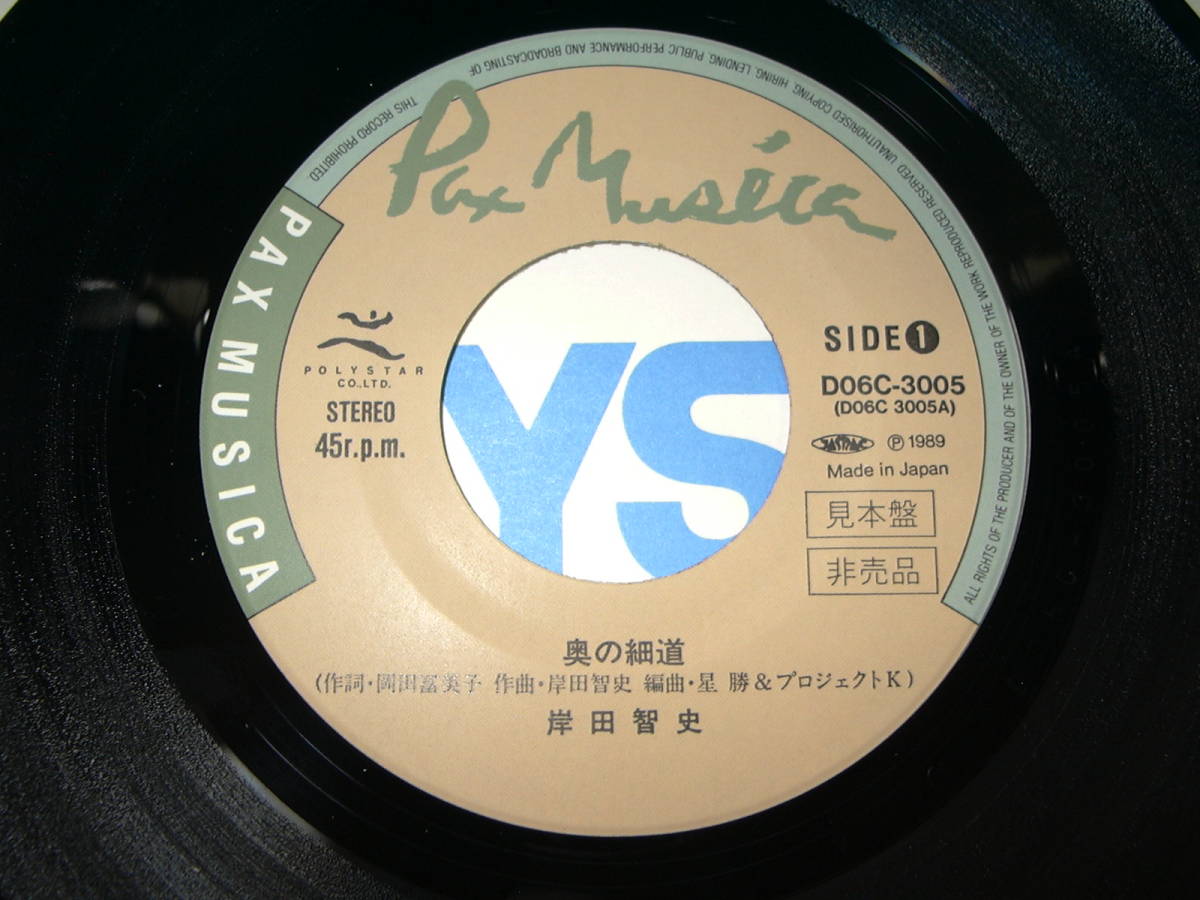 THIS RECORD PROHIBITED
ALL RIGHTS OF THE PRODUCER AND OF THE OWNER OF THE WORK REPRODUCED RESERVED UNAUTHORISED COPYING, HIRING, LENDING, PUBLIC PERFORMANCE AND BROADCASTING OF
Pax Musica
PAX MUSICA
POLYSTAR
CO.,LTD.
STEREO
45r.p.m.
YS
SIDE 1
D06C-3005
(D06C 3005A)
JASRAC ℗ 1989
Made in Japan
見本盤
非売品
奥の細道
(作詞・岡田冨美子 作曲・岸田智史 編曲・星 勝&プロジェクトK)
岸田智史